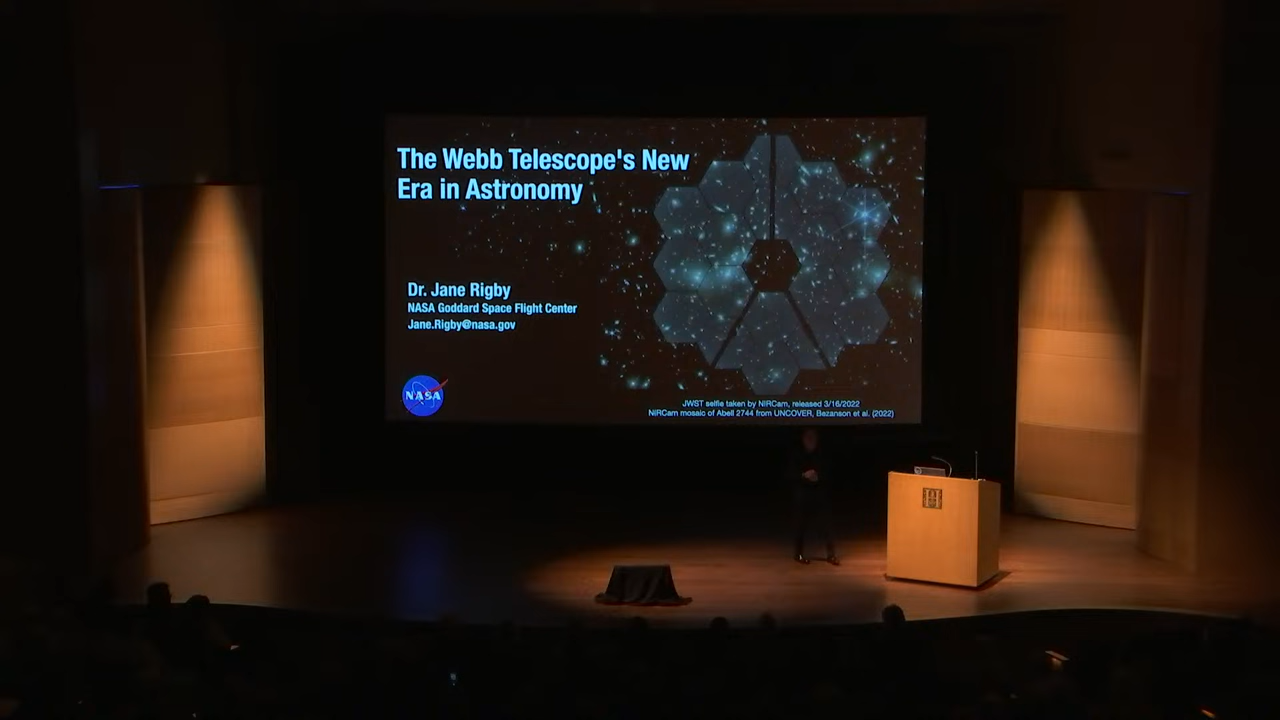 The Webb Telescope's New
Era in Astronomy
Dr. Jane Rigby
NASA Goddard Space Flight Center
Jane.Rigby@nasa.gov
NASA
JWST selfie taken by NIRCam, released 3/16/2022
NIRCam mosaic of Abell 2744 from UNCOVER, Bezanson et al. (2022)